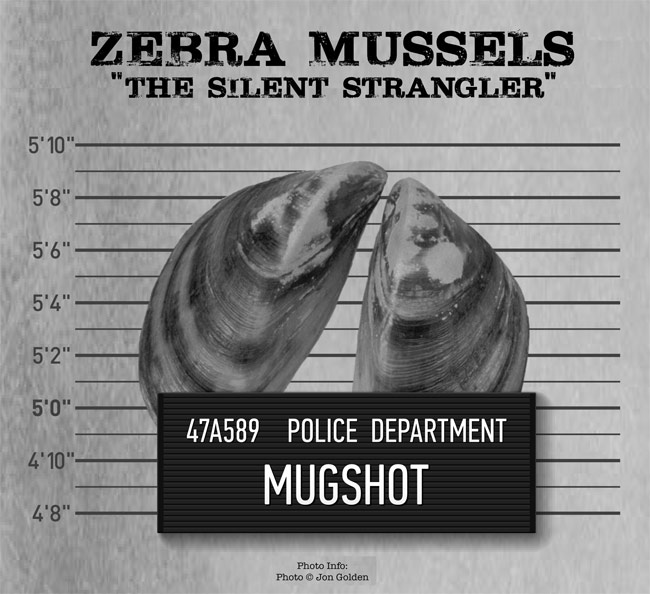 ZEBRA MUSSELS
"THE SILENT STRANGLER"
5'10"
5'8"
5'6"
5'4"
5'2"
5'0"
4'10"
4'8"
47A589 POLICE DEPARTMENT
MUGSHOT
Photo Info:
Photo © Jon Golden